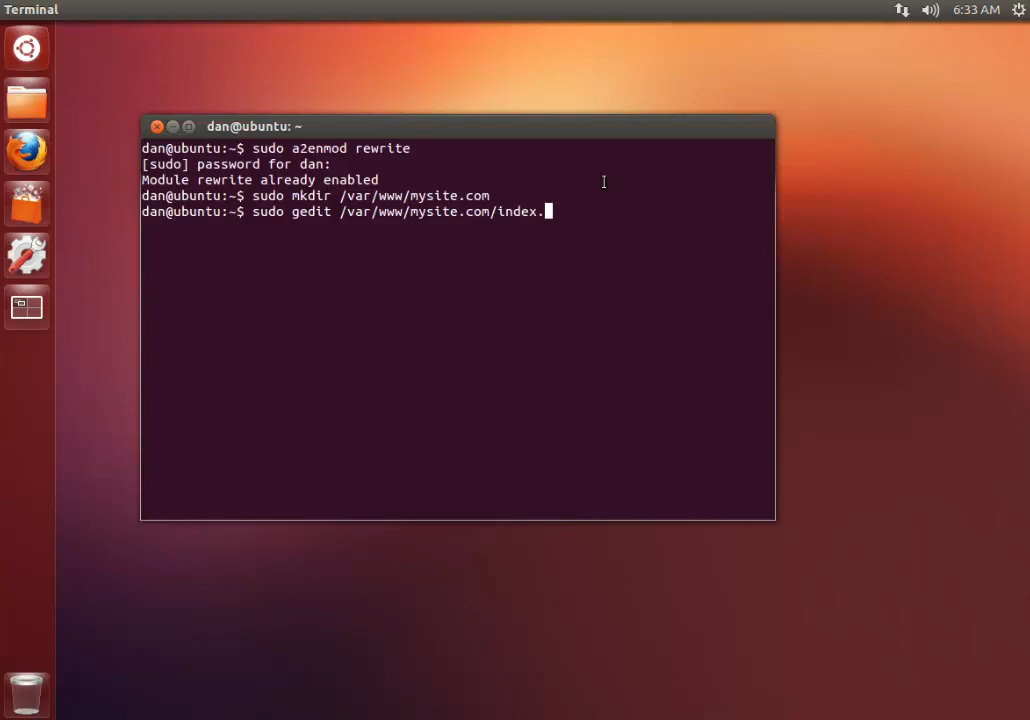 Terminal
6:33 AM
dan@ubuntu: ~
dan@ubuntu:~$ sudo a2enmod rewrite
[sudo] password for dan:
Module rewrite already enabled
dan@ubuntu:~$ sudo mkdir /var/www/mysite.com
dan@ubuntu:~$ sudo gedit /var/www/mysite.com/index.